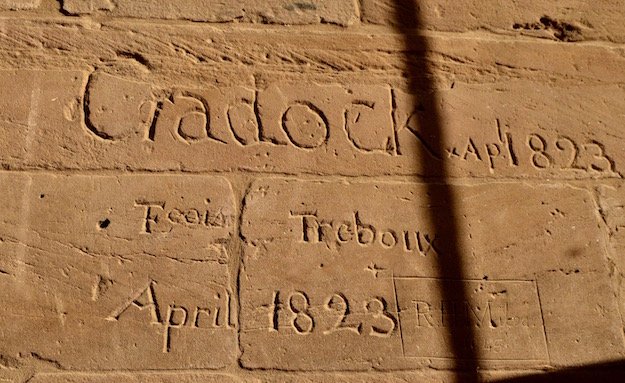 Cradock Apl 1823
Fcois Treboux
April 1823